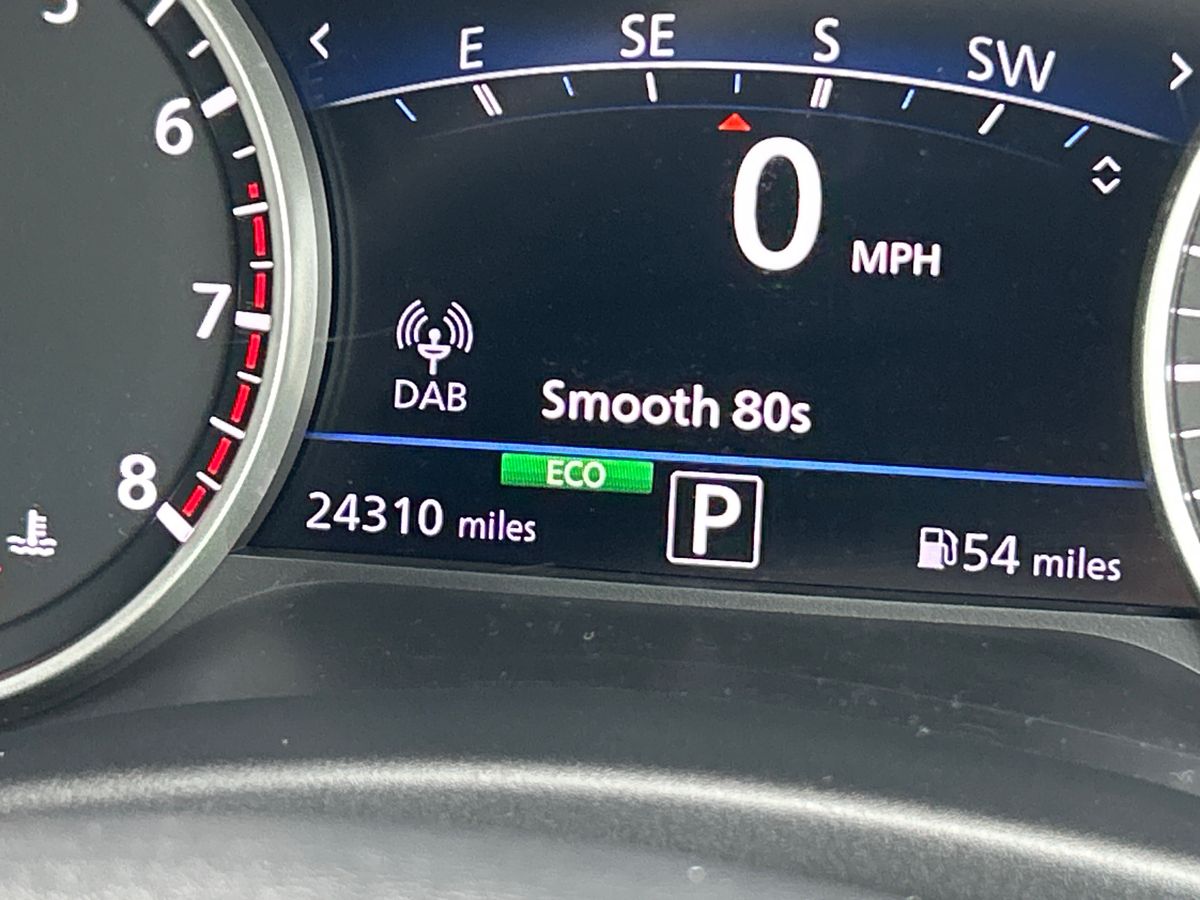 E SE S SW
6
0 MPH
7
DAB
Smooth 80s
8
ECO
24310 miles
P
54 miles